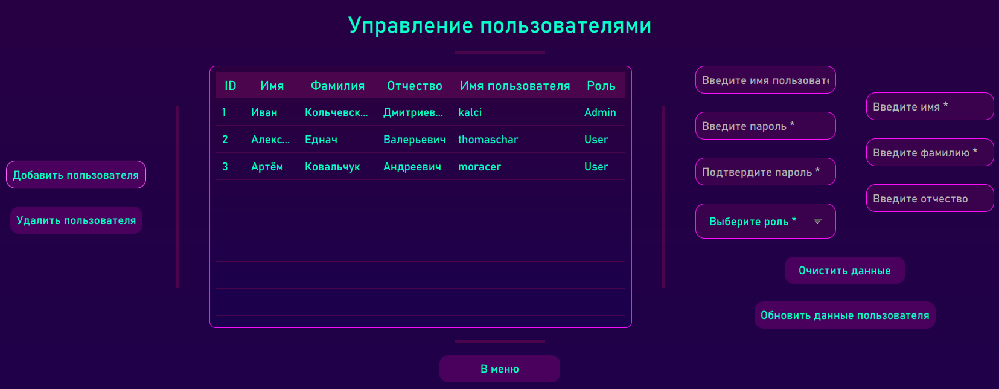 Управление пользователями
Добавить пользователя
Удалить пользователя
ID Имя Фамилия Отчество Имя пользователя Роль
1 Иван Кольчевск... Дмитриев... kalci Admin
2 Алекс... Еднач Валерьевич thomaschar User
3 Артём Ковальчук Андреевич moracer User
Введите имя пользовате
Введите пароль *
Подтвердите пароль *
Выберите роль *
Введите имя *
Введите фамилию *
Введите отчество
Очистить данные
Обновить данные пользователя
В меню